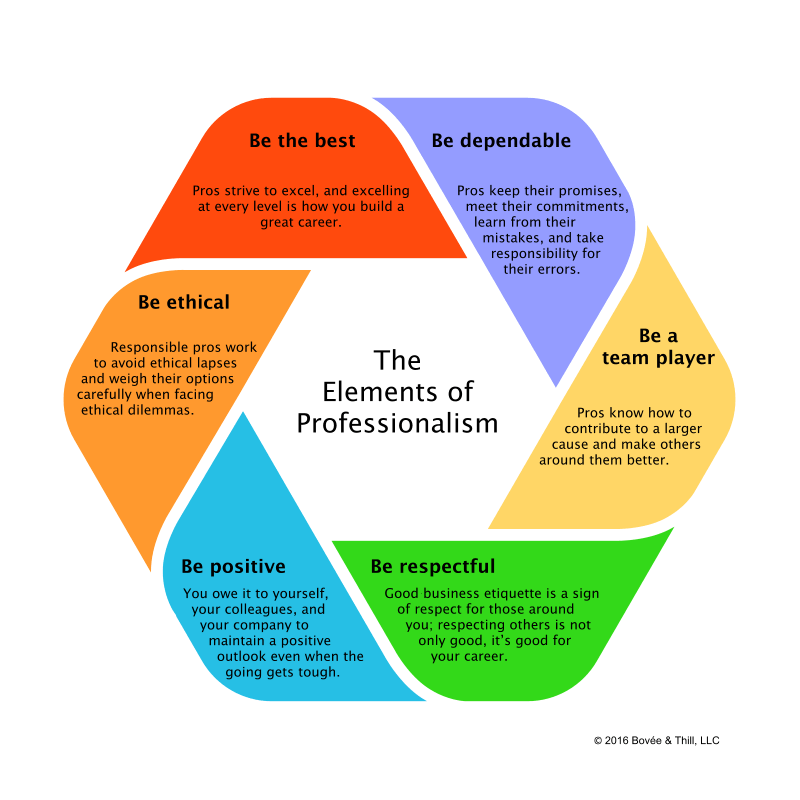 Be the best
Pros strive to excel, and excelling
at every level is how you build a
great career.
Be dependable
Pros keep their promises,
meet their commitments,
learn from their
mistakes, and take
responsibility for
their errors.
Be a
team player
Pros know how to
contribute to a larger
cause and make others
around them better.
Be respectful
Good business etiquette is a sign
of respect for those around
you; respecting others is not
only good, it’s good for
your career.
Be positive
You owe it to yourself,
your colleagues, and
your company to
maintain a positive
outlook even when the
going gets tough.
Be ethical
Responsible pros work
to avoid ethical lapses
and weigh their options
carefully when facing
ethical dilemmas.
The
Elements of
Professionalism
© 2016 Bovée & Thill, LLC